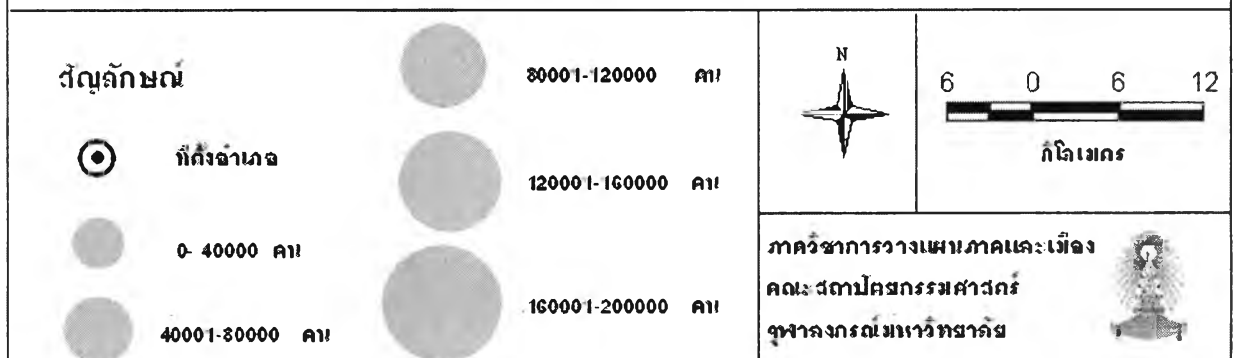 สัญลักษณ์
ที่ตั้งอำเภอ
0- 40000 คน
40001-80000 คน
80001-120000 คน
120001-160000 คน
160001-200000 คน
N
6 0 6 12
กิโลเมตร
ภาควิชาการวางแผนภาคและเมือง
คณะสถาปัตยกรรมศาสตร์
จุฬาลงกรณ์มหาวิทยาลัย